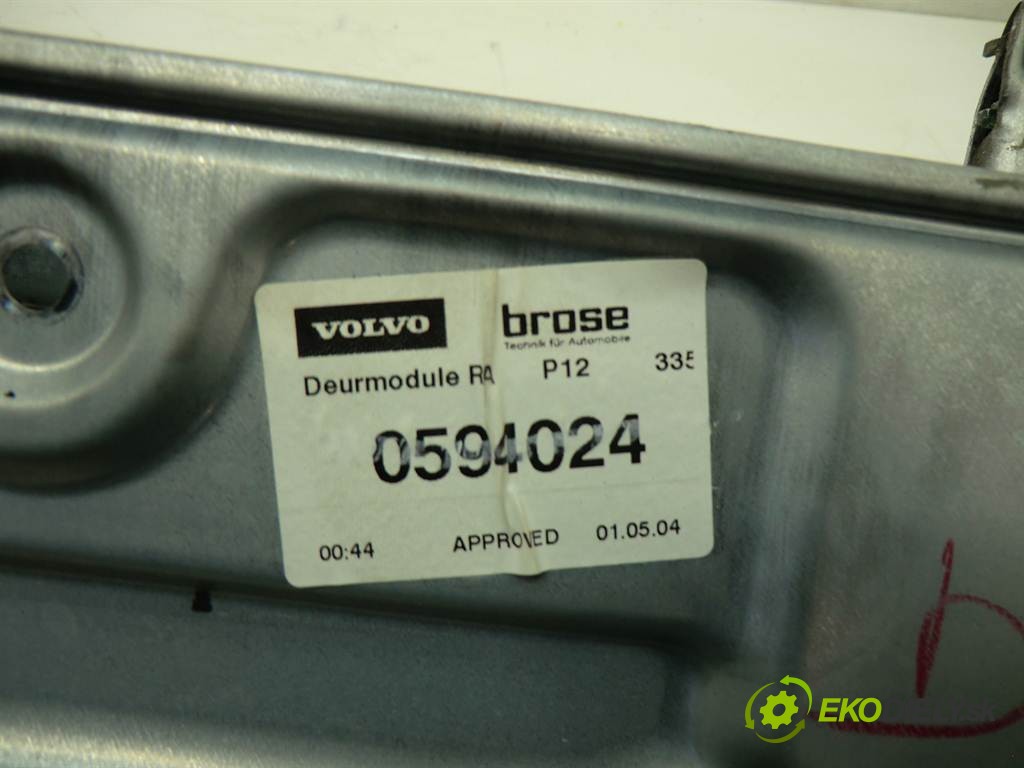 VOLVO brose
Technik für Automobile
Deurmodule RA P12 335
0594024
00:44 APPROVED 01.05.04
EKO